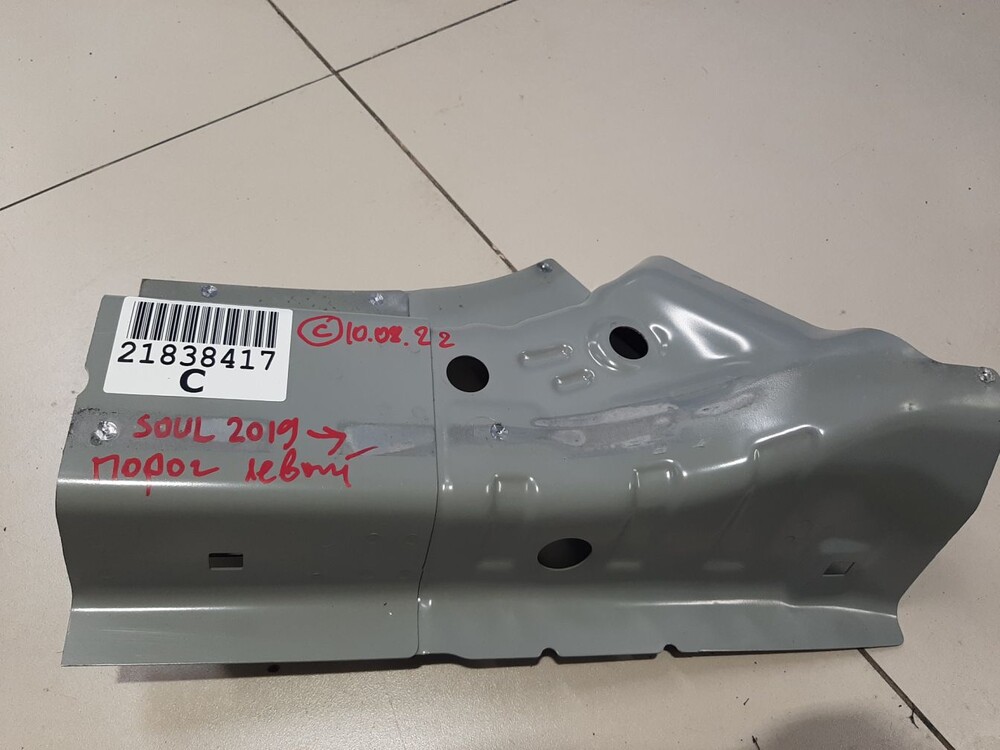 21838417
C
© 10.08.22
SOUL 2019 →
порог левый